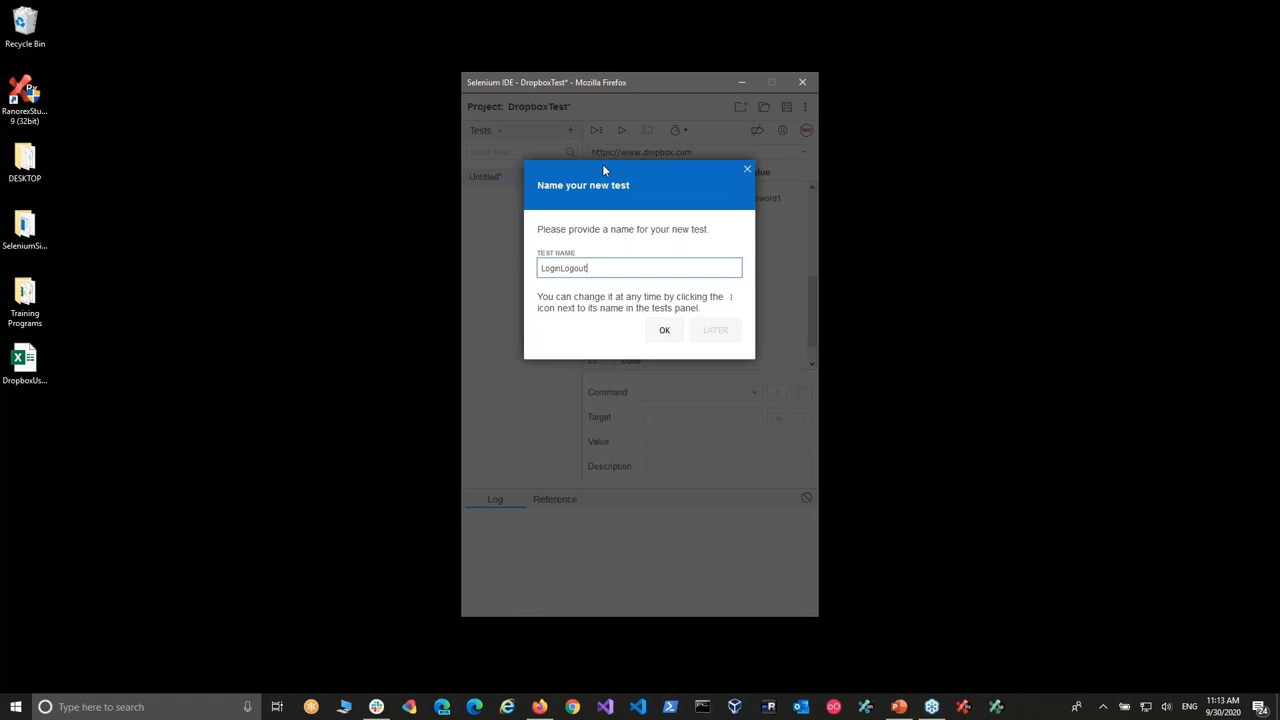 Recycle Bin
RanorexStu...
9 (32bit)
DESKTOP
SeleniumSi...
Training
Programs
DropboxUs...
Selenium IDE - DropboxTest* - Mozilla Firefox
Project: DropboxTest*
Tests
https://www.dropbox.com
Untitled*
Name your new test
Please provide a name for your new test.
TEST NAME
LoginLogout
You can change it at any time by clicking the
icon next to its name in the tests panel.
OK
LATER
Command
Target
Value
Description
Log
Reference
Type here to search
ENG
11:13 AM
9/30/2020